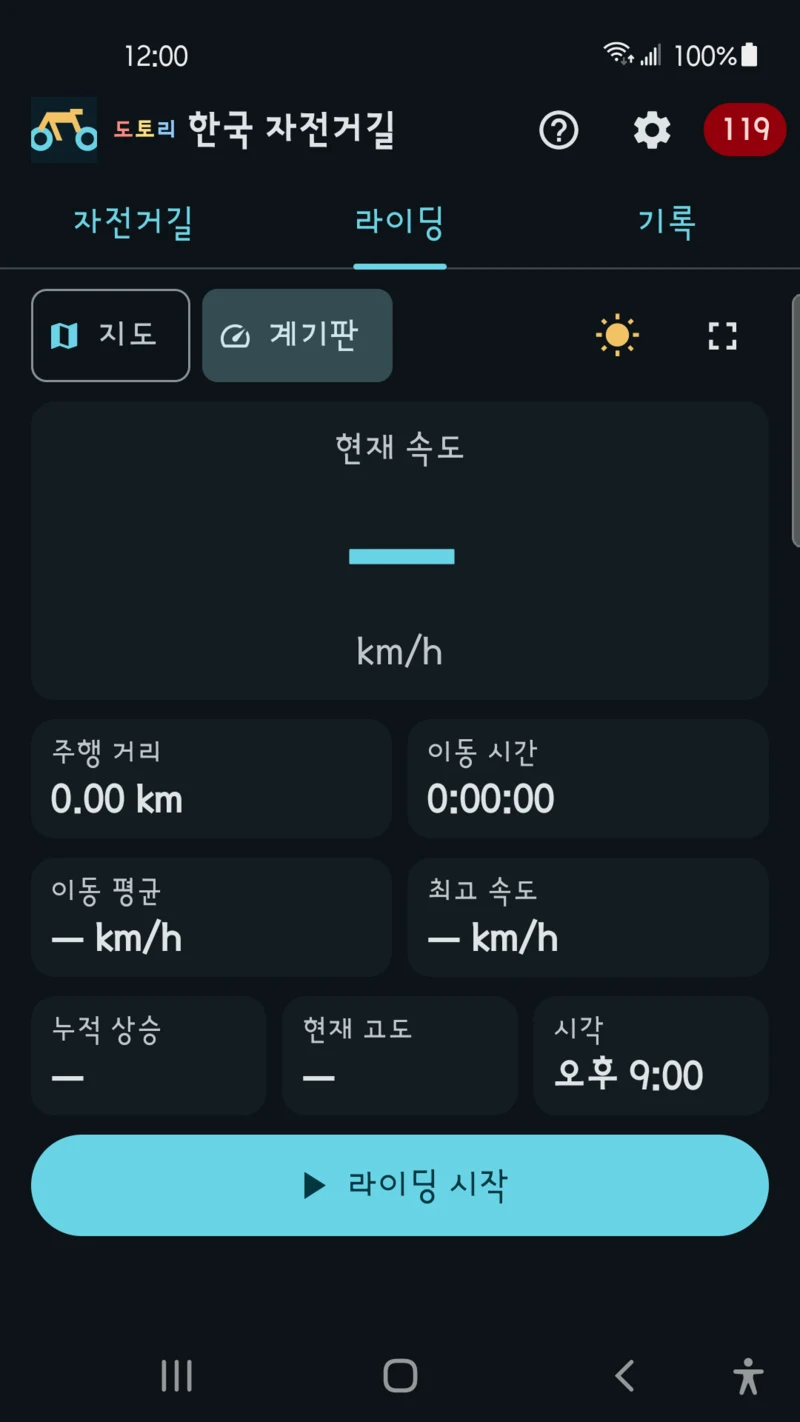 12:00 100%
도토리 한국 자전거길 119
자전거길 라이딩 기록
지도 계기판
현재 속도
km/h
주행 거리 이동 시간
0.00 km 0:00:00
이동 평균 최고 속도
— km/h — km/h
누적 상승 현재 고도 시각
— — 오후 9:00
라이딩 시작